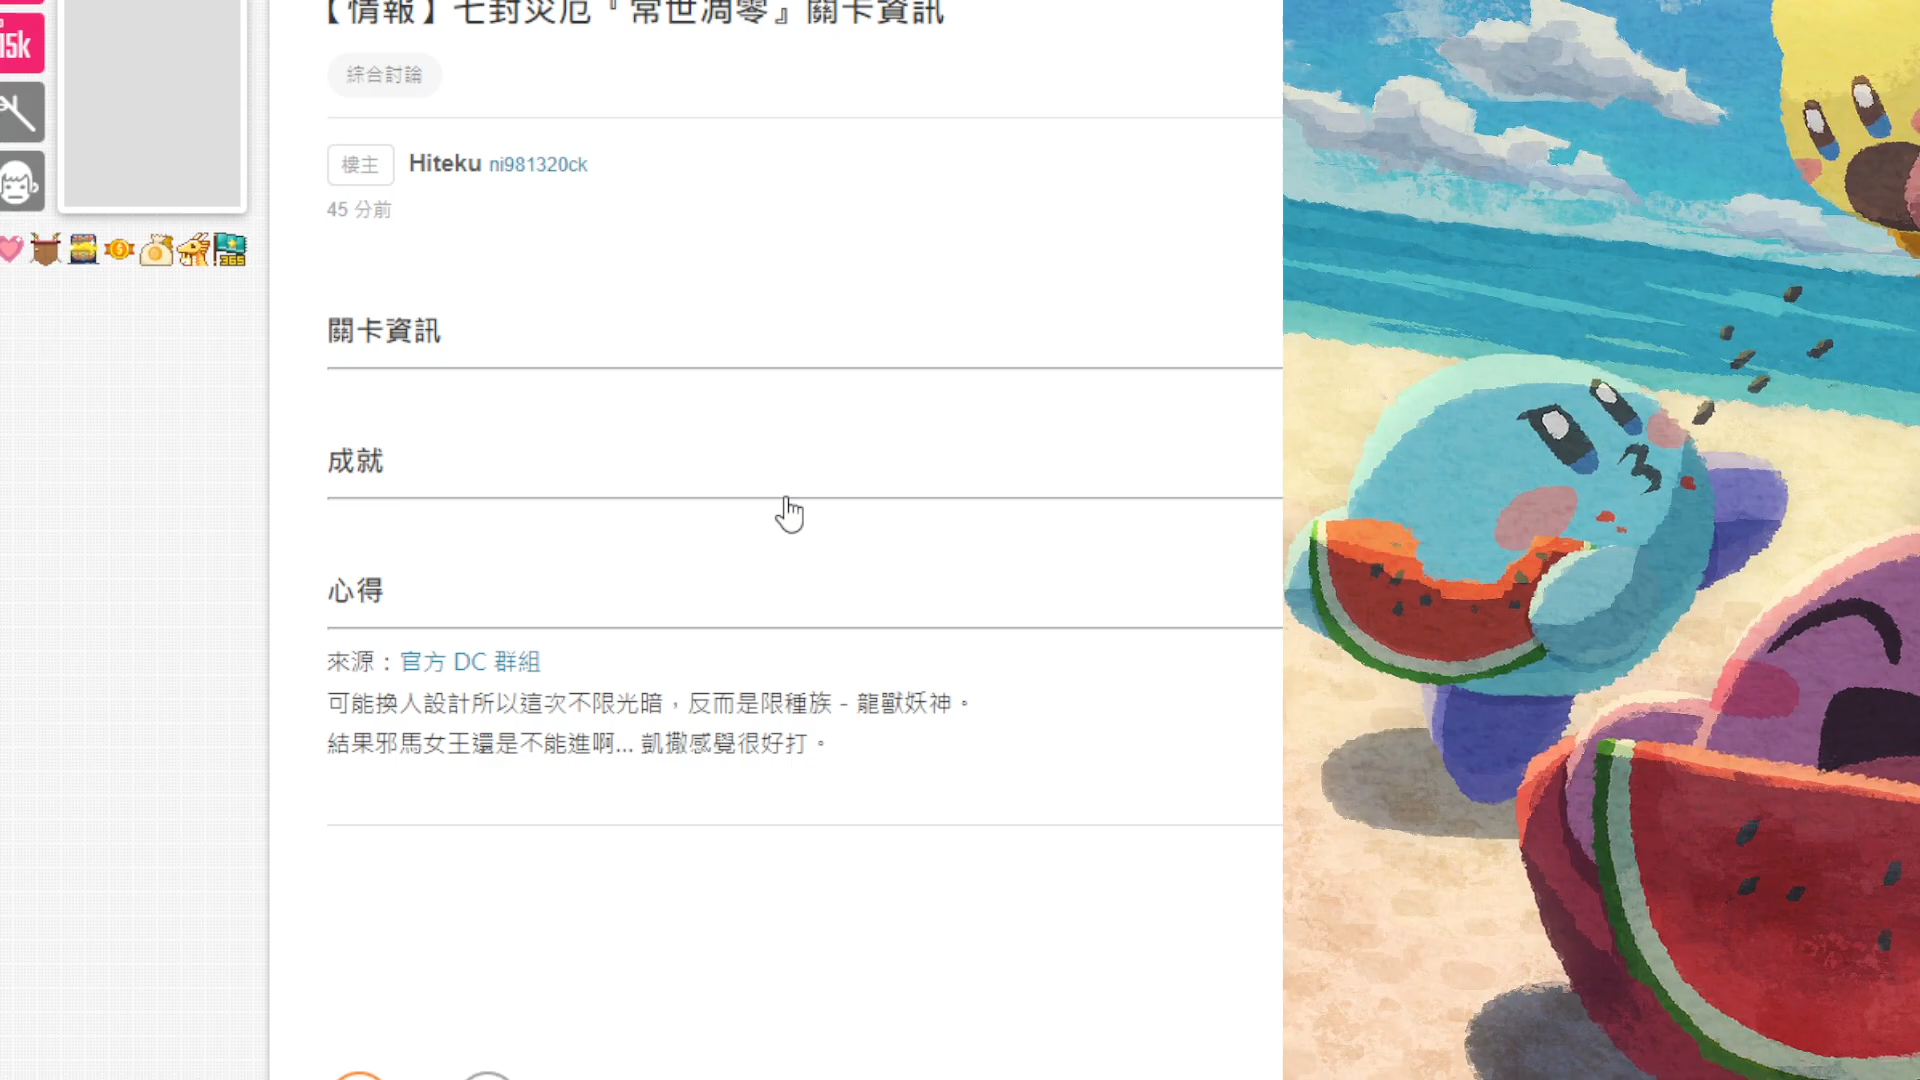 【情報】七封災厄『常世凋零』關卡資訊
15k
綜合討論
樓主 Hiteku ni981320ck
45 分前
365
關卡資訊
成就
心得
來源：官方 DC 群組
可能換人設計所以這次不限光暗，反而是限種族 - 龍獸妖神。
結果邪馬女王還是不能進啊... 凱撒感覺很好打。